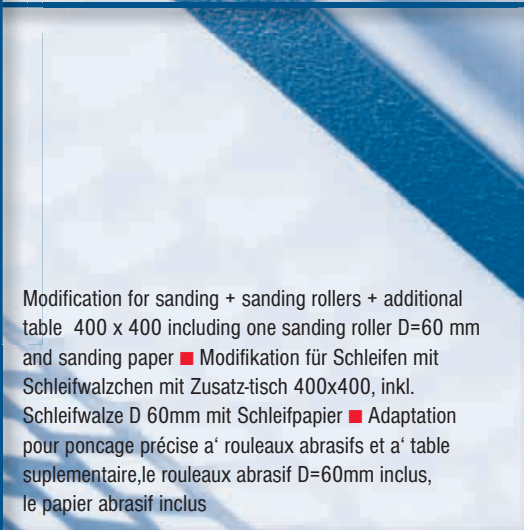 Modification for sanding + sanding rollers + additional
table 400 x 400 including one sanding roller D=60 mm
and sanding paper ■ Modifikation für Schleifen mit
Schleifwalzchen mit Zusatz-tisch 400x400, inkl.
Schleifwalze D 60mm mit Schleifpapier ■ Adaptation
pour poncage précise a‘ rouleaux abrasifs et a‘ table
suplementaire,le rouleaux abrasif D=60mm inclus,
le papier abrasif inclus